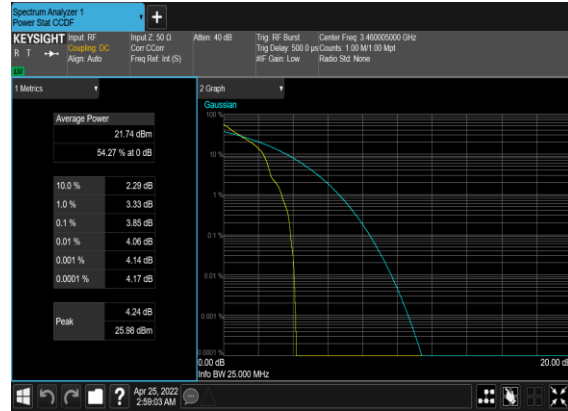 Spectrum Analyzer 1
Power Stat CCDF
KEYSIGHT
R T
LM
Input: RF
Coupling: DC
Align: Auto
Input Z: 50 Ω
Corr CCorr
Freq Ref: Int (S)
Atten: 40 dB
Trig: RF Burst
Trig Delay: 500.0 µs
#IF Gain: Low
Center Freq: 3.460005000 GHz
Counts: 1.00 M/1.00 Mpt
Radio Std: None
1 Metrics
Average Power
21.74 dBm
54.27 % at 0 dB
10.0 % 2.29 dB
1.0 % 3.33 dB
0.1 % 3.85 dB
0.01 % 4.06 dB
0.001 % 4.14 dB
0.0001 % 4.17 dB
Peak
4.24 dB
25.98 dBm
2 Graph
Gaussian
100 %
10 %
1 %
0.1 %
0.01 %
0.001 %
0.0001 %
0.00 dB
20.00 dB
Info BW 25.000 MHz
?
Apr 25, 2022
2:59:03 AM